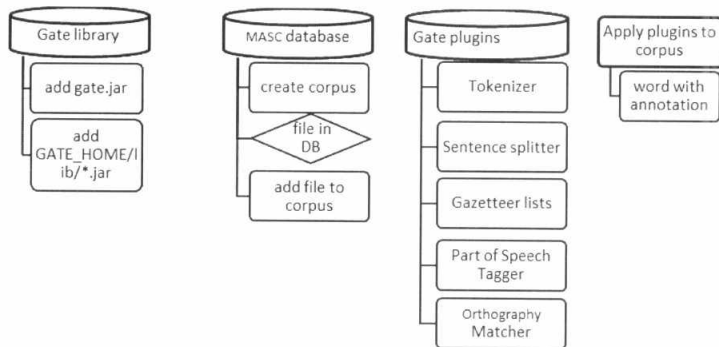 Gate library
add gate.jar
add
GATE_HOME/l
ib/*.jar
MASC database
create corpus
file in
DB
add file to
corpus
Gate plugins
Tokenizer
Sentence splitter
Gazetteer lists
Part of Speech
Tagger
Orthography
Matcher
Apply plugins to
corpus
word with
annotation